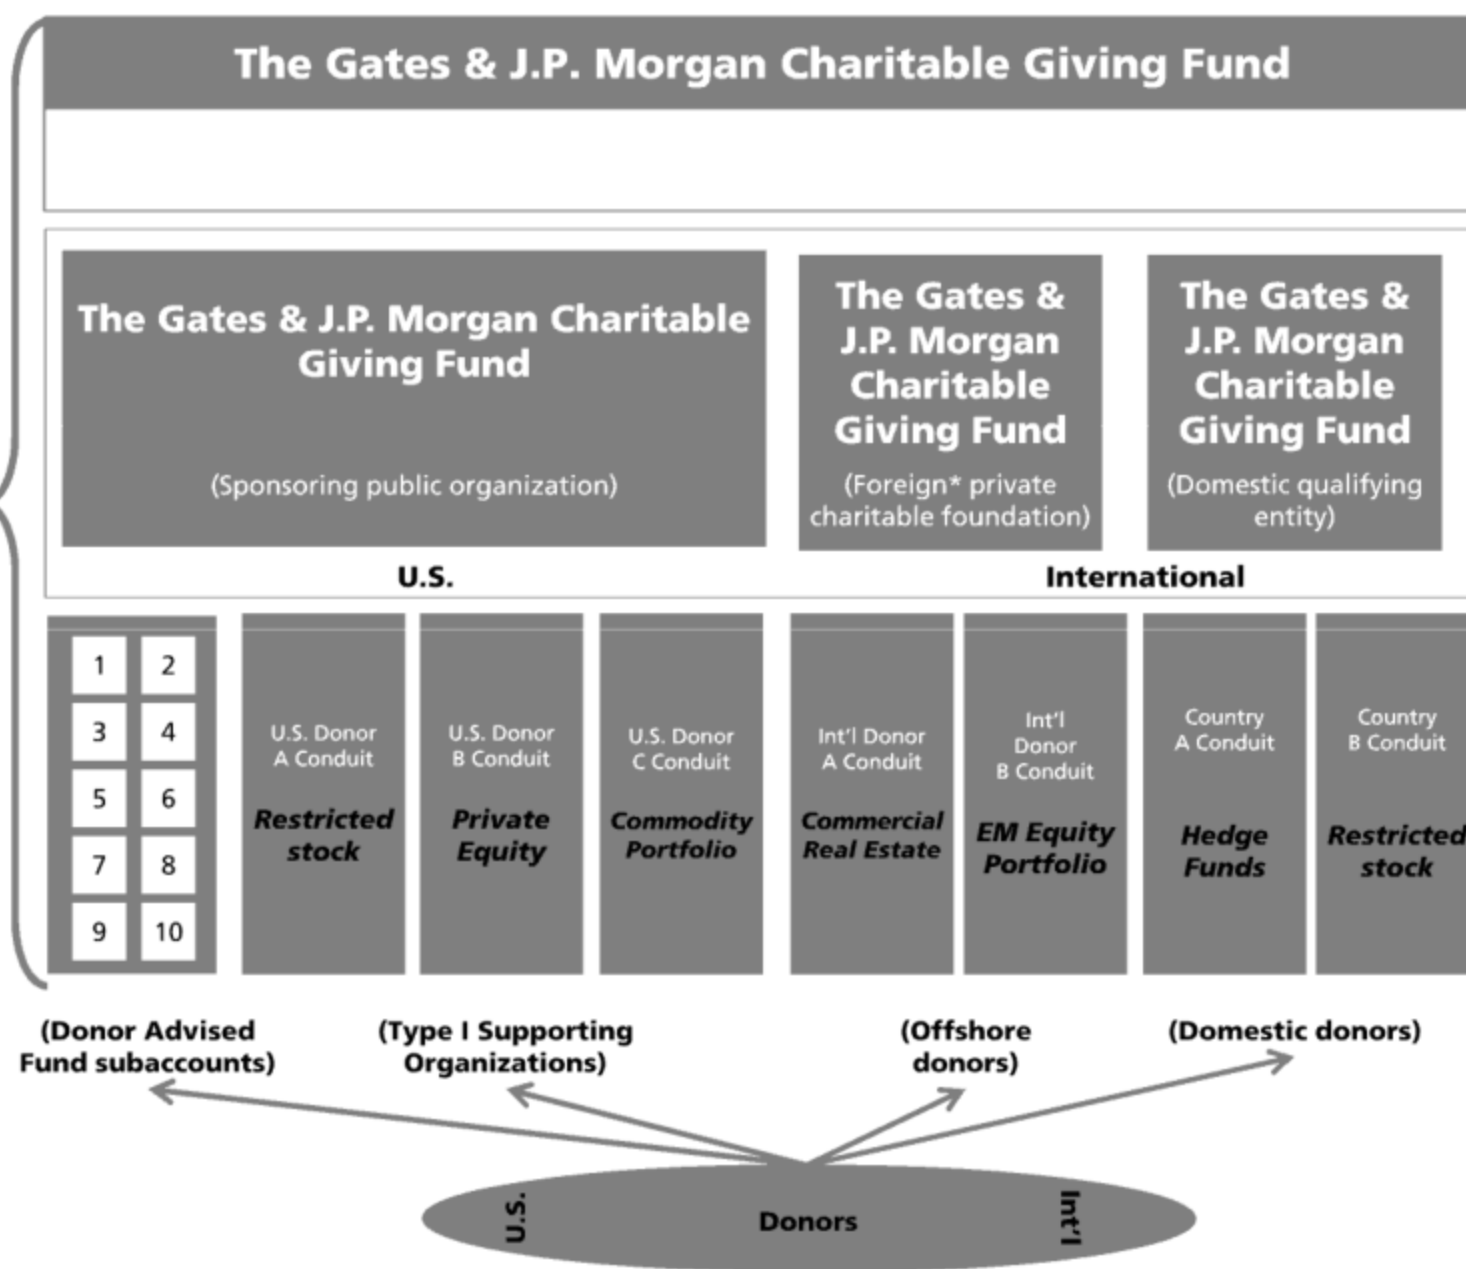 The Gates & J.P. Morgan Charitable Giving Fund
The Gates & J.P. Morgan Charitable
Giving Fund
(Sponsoring public organization)
The Gates &
J.P. Morgan
Charitable
Giving Fund
(Foreign* private
charitable foundation)
The Gates &
J.P. Morgan
Charitable
Giving Fund
(Domestic qualifying
entity)
U.S.
International
1 2
3 4
5 6
7 8
9 10
U.S. Donor
A Conduit
Restricted
stock
U.S. Donor
B Conduit
Private
Equity
U.S. Donor
C Conduit
Commodity
Portfolio
Int'l Donor
A Conduit
Commercial
Real Estate
Int'l
Donor
B Conduit
EM Equity
Portfolio
Country
A Conduit
Hedge
Funds
Country
B Conduit
Restricted
stock
(Donor Advised
Fund subaccounts)
(Type I Supporting
Organizations)
(Offshore
donors)
(Domestic donors)
U.S.
Donors
Int'l